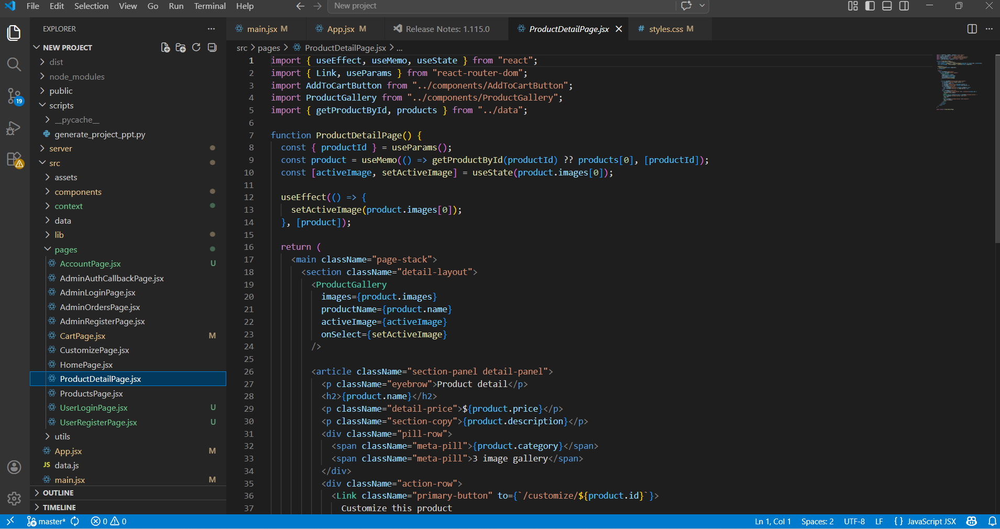 File Edit Selection View Go Run Terminal Help
New project
EXPLORER
NEW PROJECT
dist
node_modules
public
scripts
__pycache__
generate_project_ppt.py
server
src
assets
components
context
data
lib
pages
AccountPage.jsx U
AdminAuthCallbackPage.jsx
AdminLoginPage.jsx
AdminOrdersPage.jsx
AdminRegisterPage.jsx
CartPage.jsx M
CustomizePage.jsx
HomePage.jsx
ProductDetailPage.jsx
ProductsPage.jsx
UserLoginPage.jsx U
UserRegisterPage.jsx U
utils
App.jsx M
JS data.js
main.jsx M
OUTLINE
TIMELINE
19
main.jsx M App.jsx M Release Notes: 1.115.0 ProductDetailPage.jsx # styles.css M
src > pages > ProductDetailPage.jsx > ...
1 import { useEffect, useMemo, useState } from "react";
2 import { Link, useParams } from "react-router-dom";
3 import AddToCartButton from "../components/AddToCartButton";
4 import ProductGallery from "../components/ProductGallery";
5 import { getProductById, products } from "../data";
6
7 function ProductDetailPage() {
8 const { productId } = useParams();
9 const product = useMemo(() => getProductById(productId) ?? products[0], [productId]);
10 const [activeImage, setActiveImage] = useState(product.images[0]);
11
12 useEffect(() => {
13 setActiveImage(product.images[0]);
14 }, [product]);
15
16 return (
17 <main className="page-stack">
18 <section className="detail-layout">
19 <ProductGallery
20 images={product.images}
21 productName={product.name}
22 activeImage={activeImage}
23 onSelect={setActiveImage}
24 />
25
26 <article className="section-panel detail-panel">
27 <p className="eyebrow">Product detail</p>
28 <h2>{product.name}</h2>
29 <p className="detail-price">${product.price}</p>
30 <p className="section-copy">{product.description}</p>
31 <div className="pill-row">
32 <span className="meta-pill">{product.category}</span>
33 <span className="meta-pill">3 image gallery</span>
34 </div>
35 <div className="action-row">
36 <Link className="primary-button" to={`/customize/${product.id}`}>
37 Customize this product
master* 0 0
Ln 1, Col 1 Spaces: 2 UTF-8 LF { } JavaScript JSX